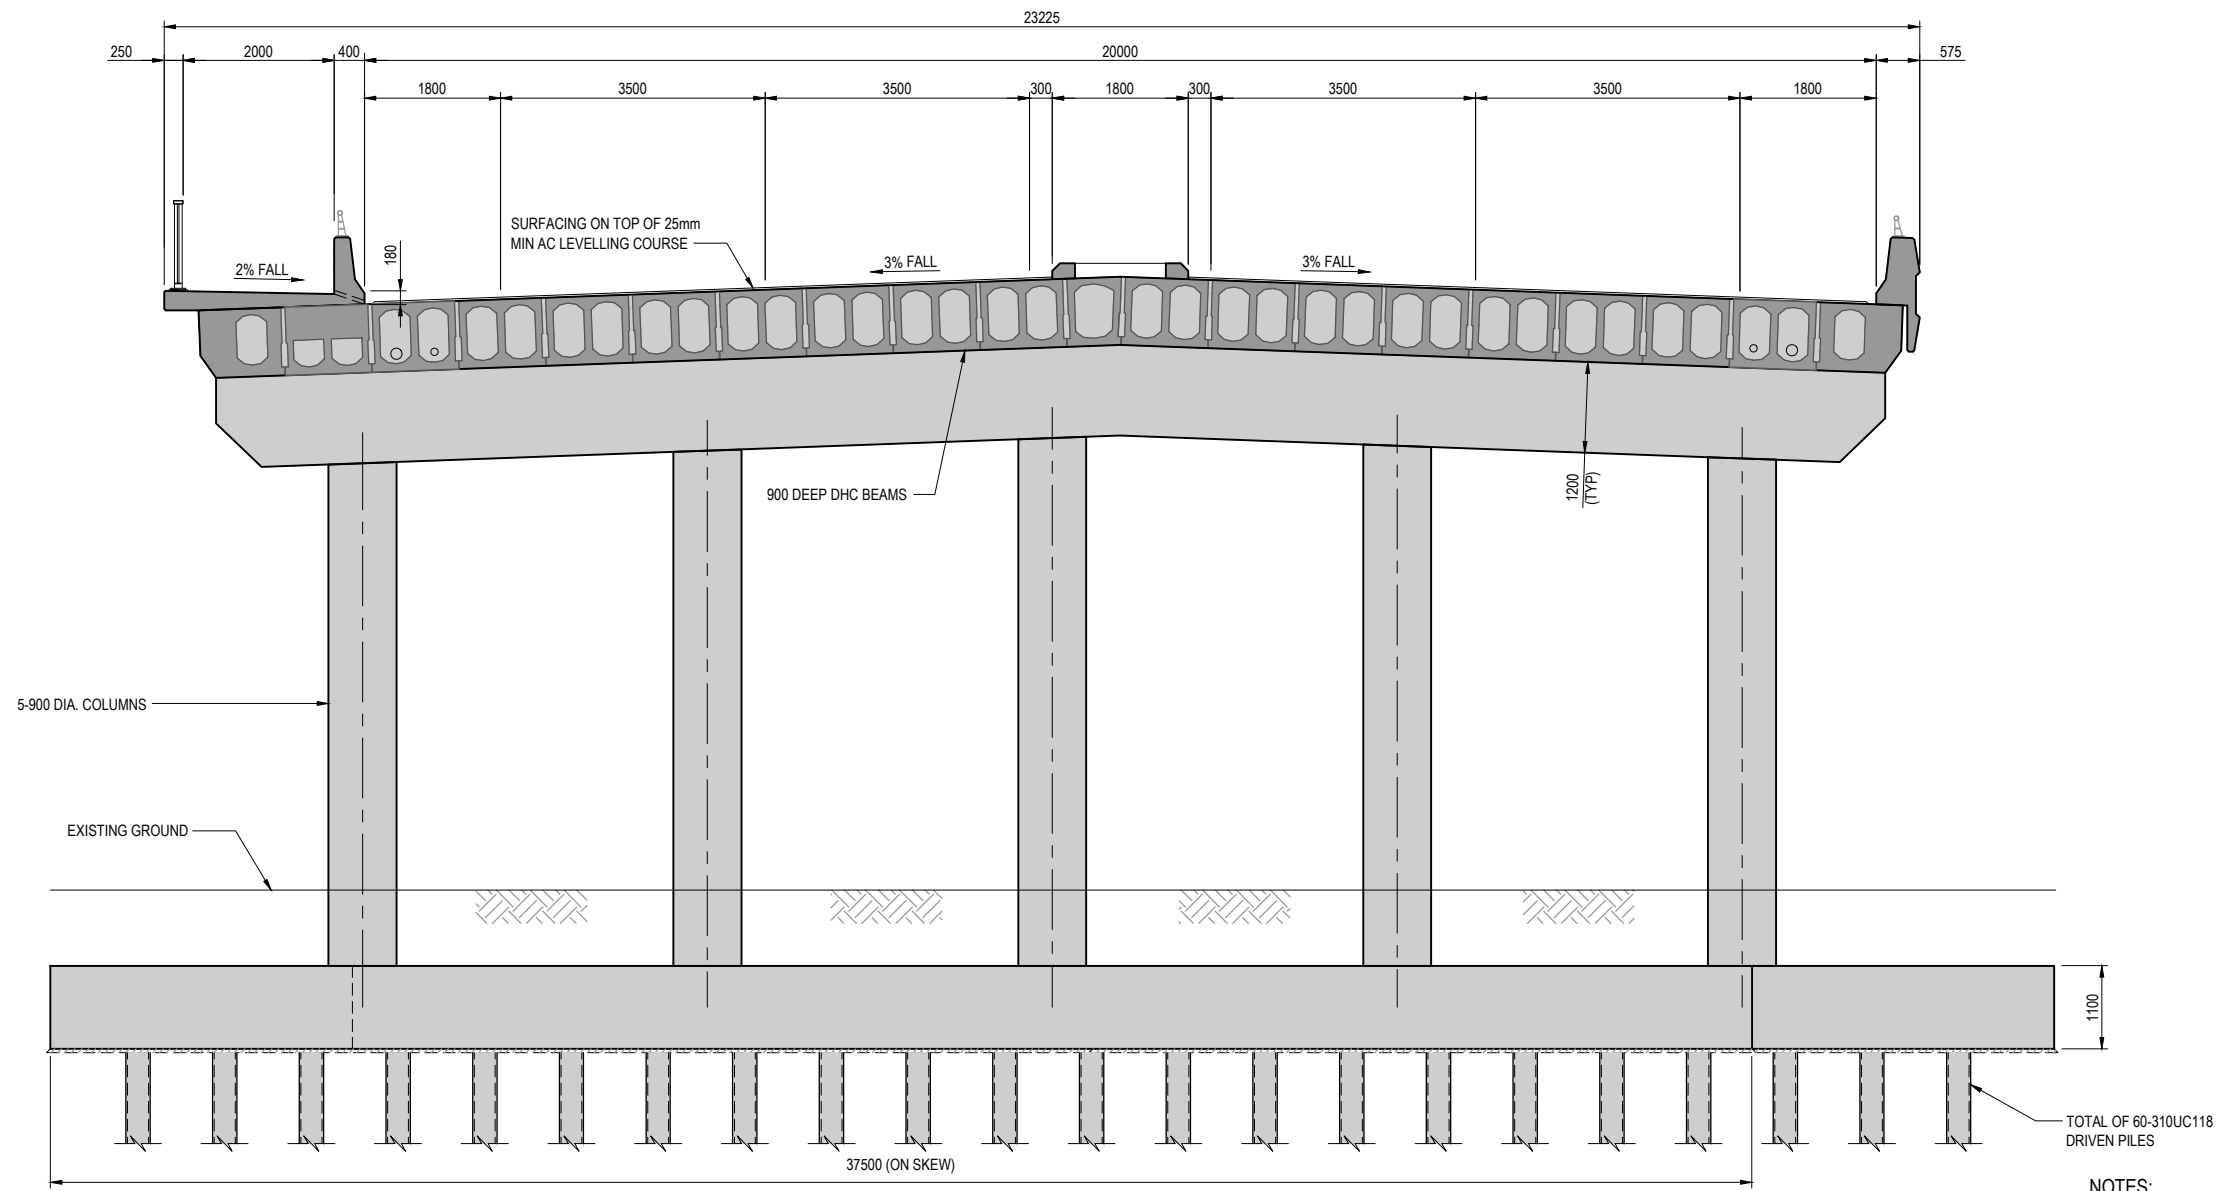 23225
250
2000
400
20000
575
1800
3500
3500
300
1800
300
3500
3500
1800
SURFACING ON TOP OF 25mm
MIN AC LEVELLING COURSE
180
2% FALL
3% FALL
3% FALL
900 DEEP DHC BEAMS
1200
(TYP)
5-900 DIA. COLUMNS
EXISTING GROUND
1100
TOTAL OF 60-310UC118
DRIVEN PILES
37500 (ON SKEW)
NOTES: